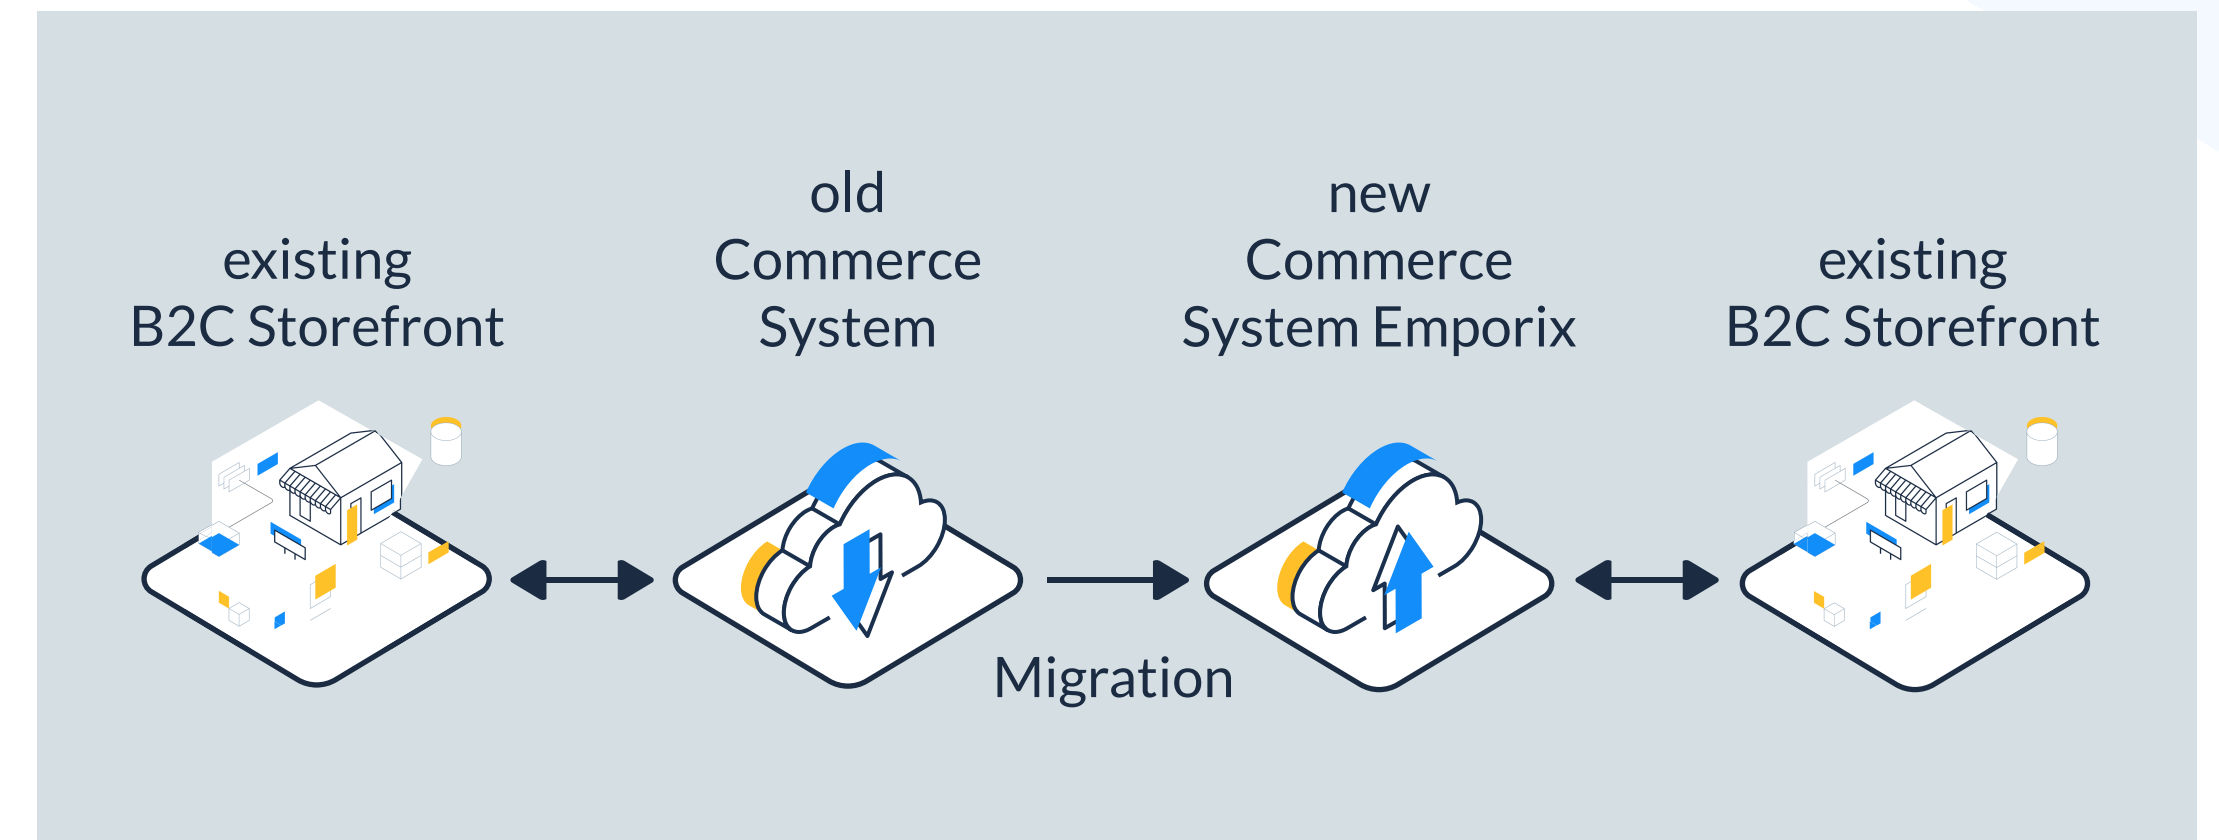 existing
B2C Storefront
old
Commerce
System
new
Commerce
System Emporix
existing
B2C Storefront
Migration